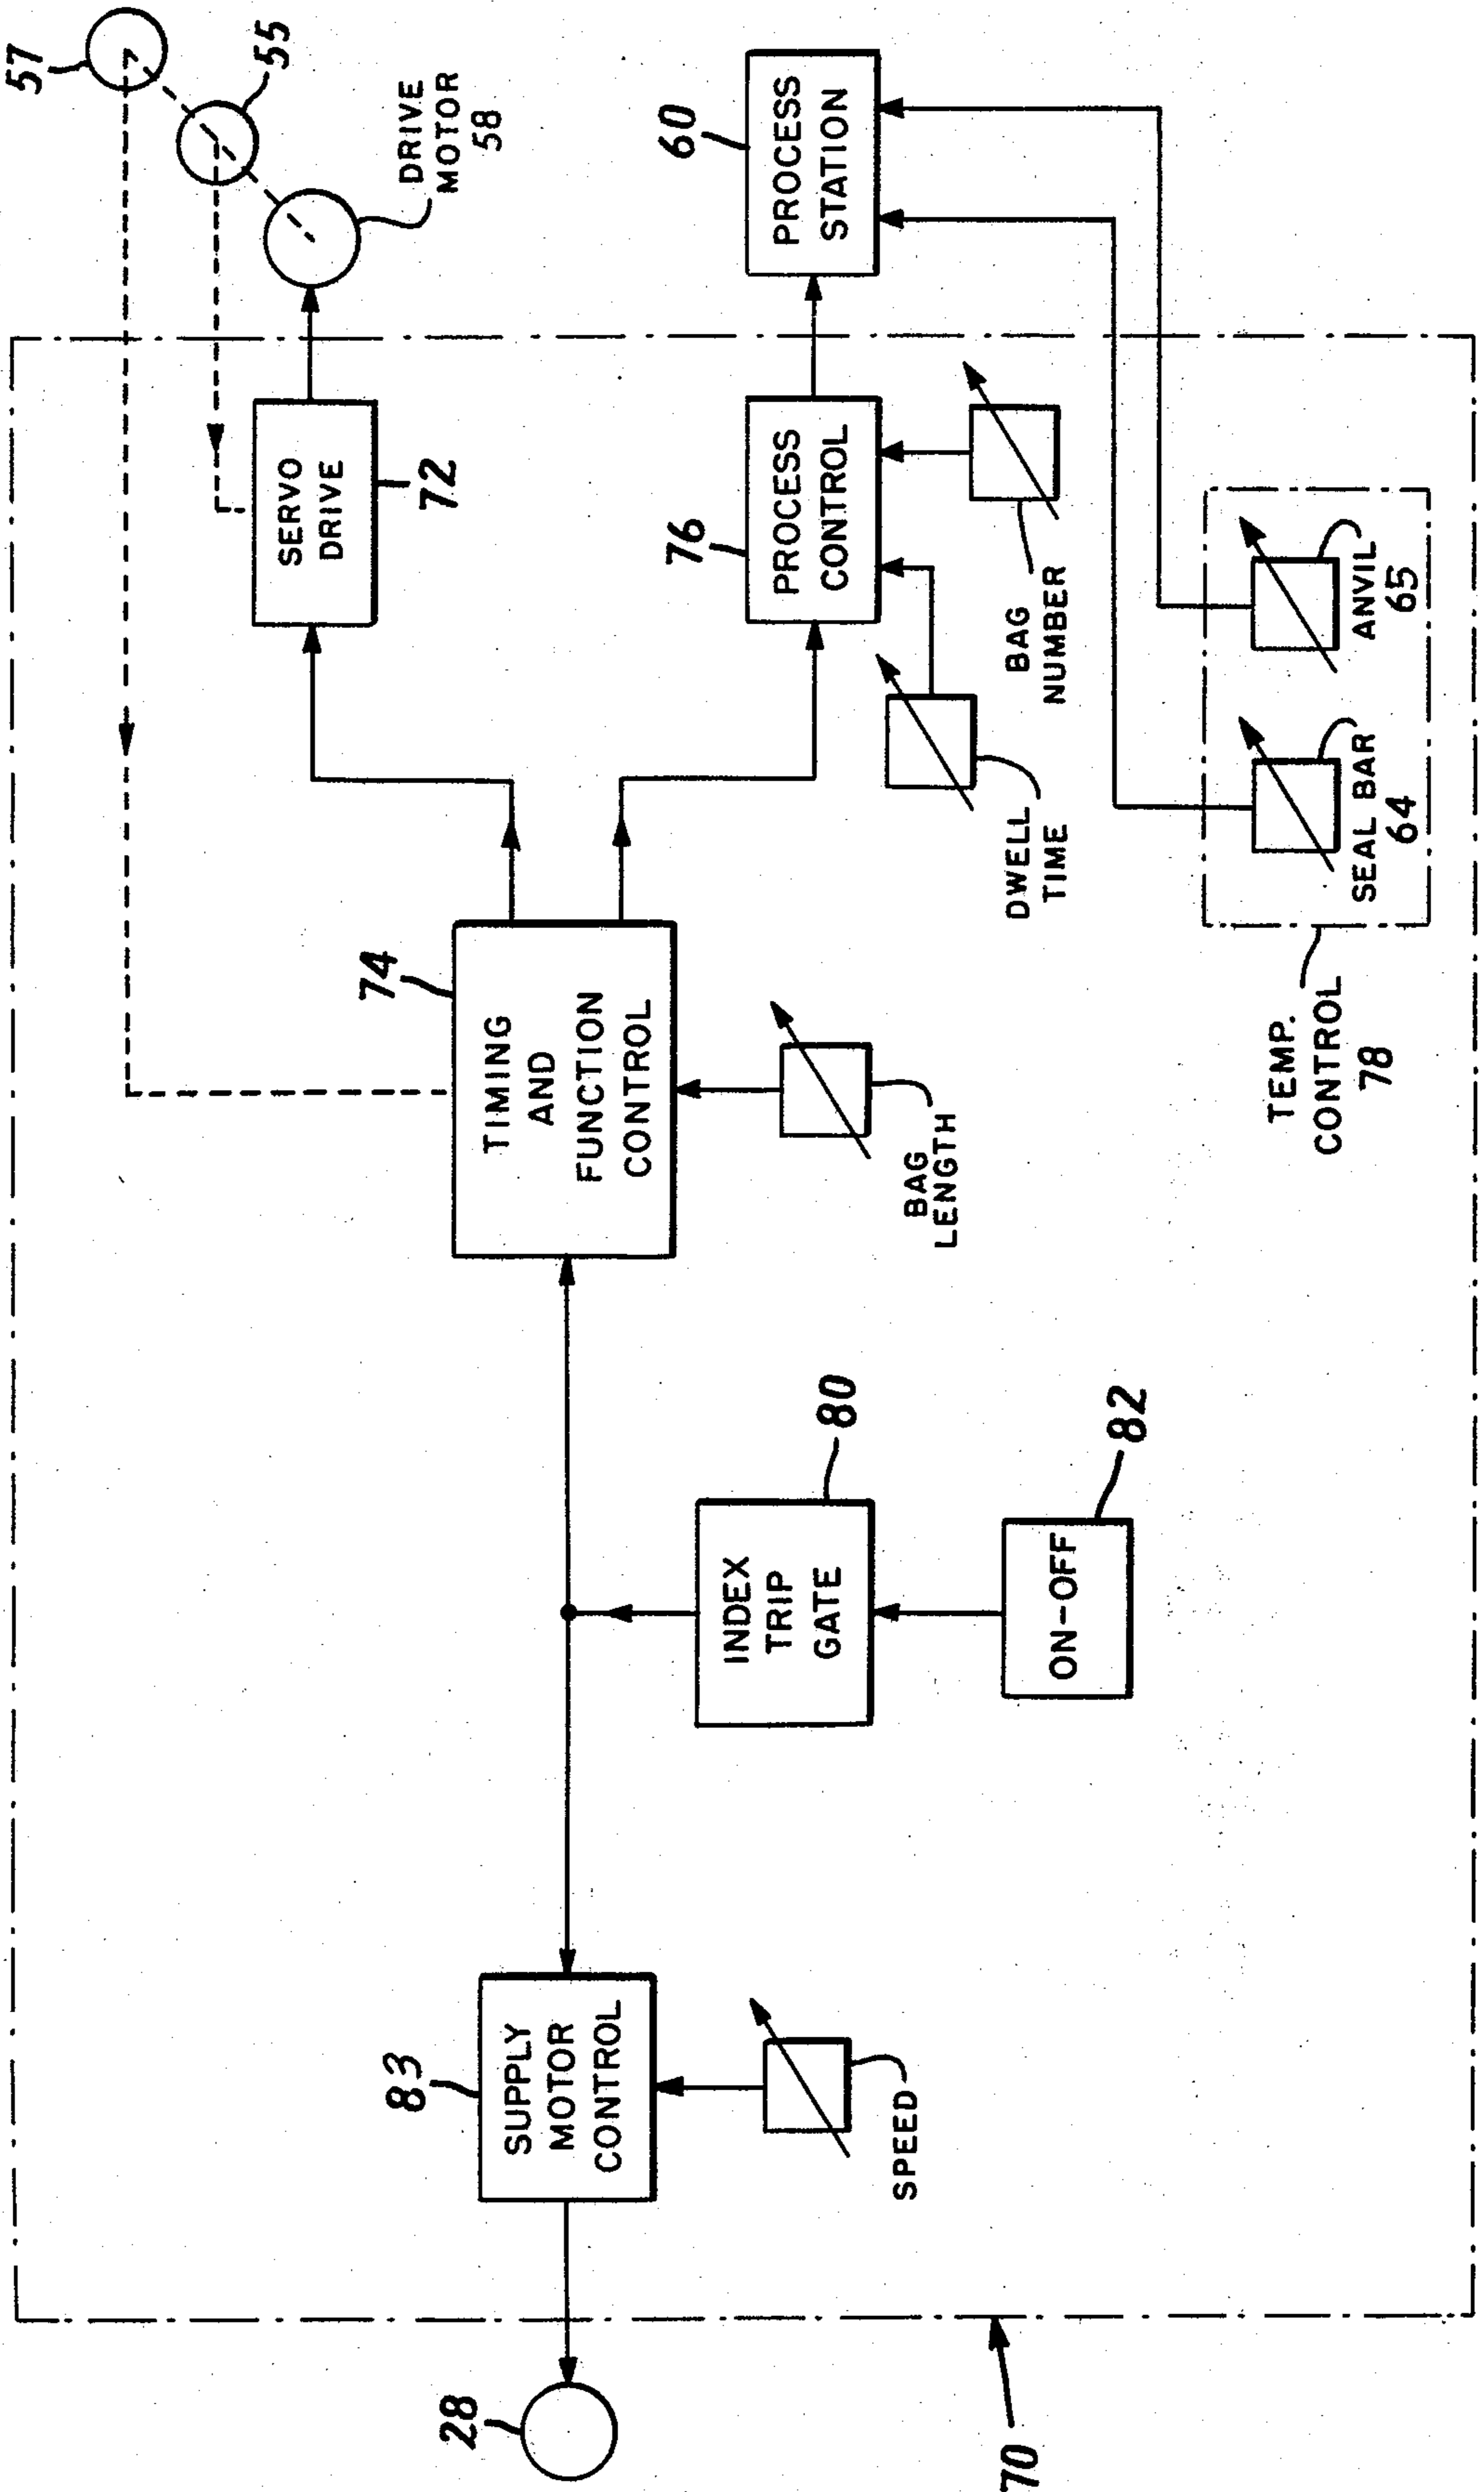 57
55
DRIVE
MOTOR
58
SERVO
DRIVE
72
60
PROCESS
STATION
76
PROCESS
CONTROL
BAG
NUMBER
DWELL
TIME
74
TIMING
AND
FUNCTION
CONTROL
BAG
LENGTH
ANVIL
65
SEAL BAR
64
TEMP.
CONTROL
78
INDEX
TRIP
GATE
80
ON-OFF
82
83
SUPPLY
MOTOR
CONTROL
SPEED
28
70